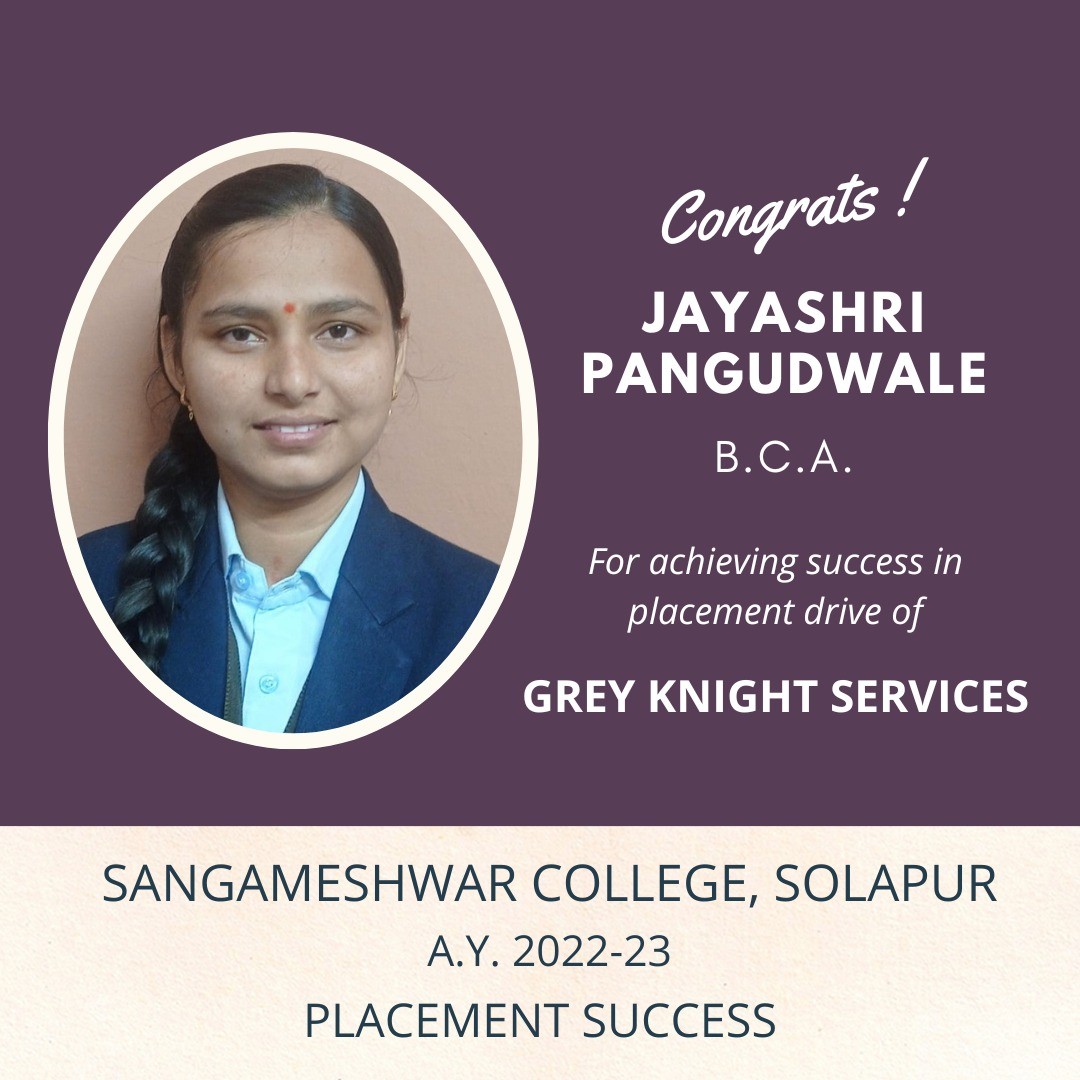 Congrats !
JAYASHRI
PANGUDWALE
B.C.A.
For achieving success in
placement drive of
GREY KNIGHT SERVICES
SANGAMESHWAR COLLEGE, SOLAPUR
A.Y. 2022-23
PLACEMENT SUCCESS